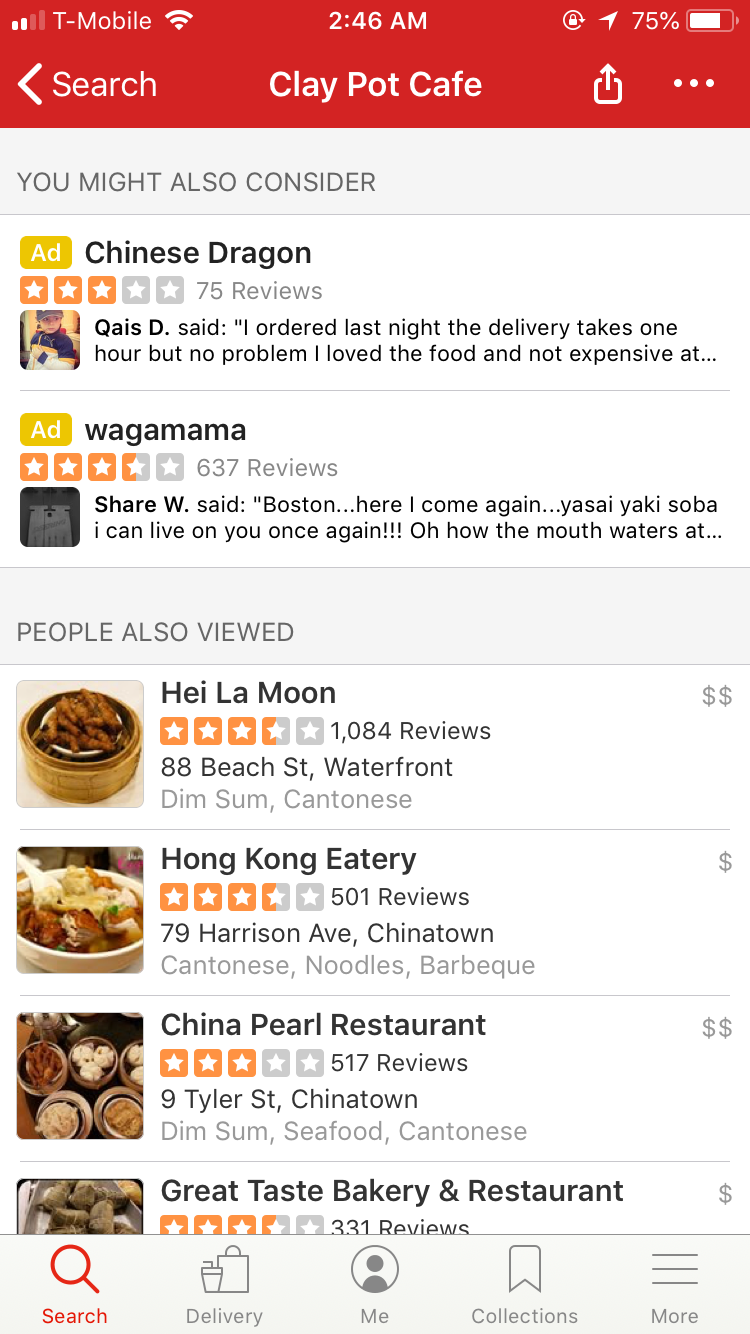 T-Mobile 2:46 AM 75%
Search Clay Pot Cafe
YOU MIGHT ALSO CONSIDER
Ad Chinese Dragon
75 Reviews
Qais D. said: "I ordered last night the delivery takes one
hour but no problem I loved the food and not expensive at...
Ad wagamama
637 Reviews
Share W. said: "Boston...here I come again...yasai yaki soba
i can live on you once again!!! Oh how the mouth waters at...
PEOPLE ALSO VIEWED
Hei La Moon $$
1,084 Reviews
88 Beach St, Waterfront
Dim Sum, Cantonese
Hong Kong Eatery $
501 Reviews
79 Harrison Ave, Chinatown
Cantonese, Noodles, Barbeque
China Pearl Restaurant $$
517 Reviews
9 Tyler St, Chinatown
Dim Sum, Seafood, Cantonese
Great Taste Bakery & Restaurant $
331 Reviews
Search Delivery Me Collections More